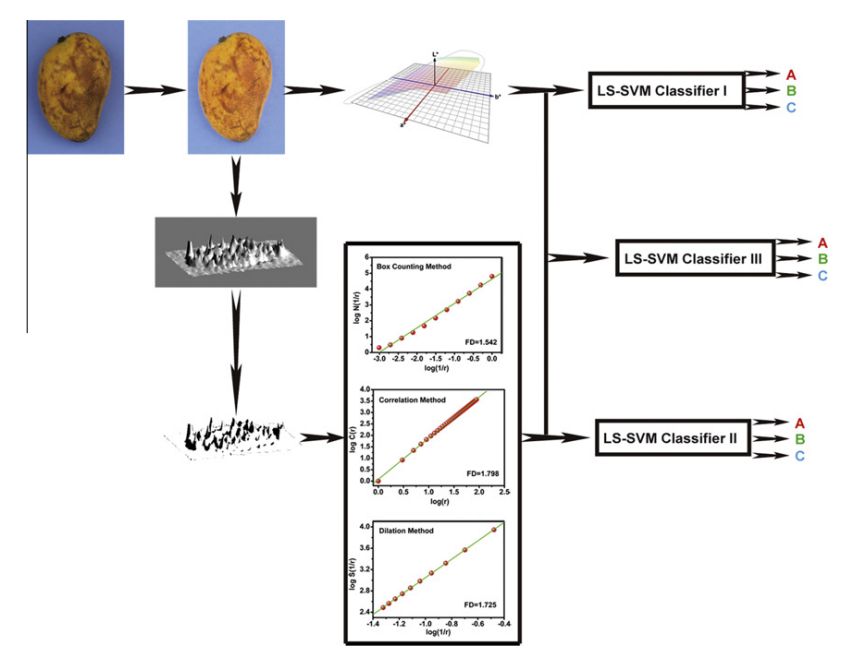 L*
b*
a*
LS-SVM Classifier I
A
B
C
LS-SVM Classifier III
A
B
C
LS-SVM Classifier II
A
B
C
Box Counting Method
log N(1/r)
6
5
4
3
2
1
0
FD=1.542
-3.0 -2.5 -2.0 -1.5 -1.0 -0.5 0.0
log(1/r)
Correlation Method
log C(r)
4.0
3.5
3.0
2.5
2.0
1.5
1.0
0.5
0.0
FD=1.798
0.0 0.5 1.0 1.5 2.0 2.5
log(r)
Dilation Method
log S(1/r)
4.0
3.6
3.2
2.8
2.4
FD=1.725
-1.4 -1.2 -1.0 -0.8 -0.6 -0.4
log(1/r)